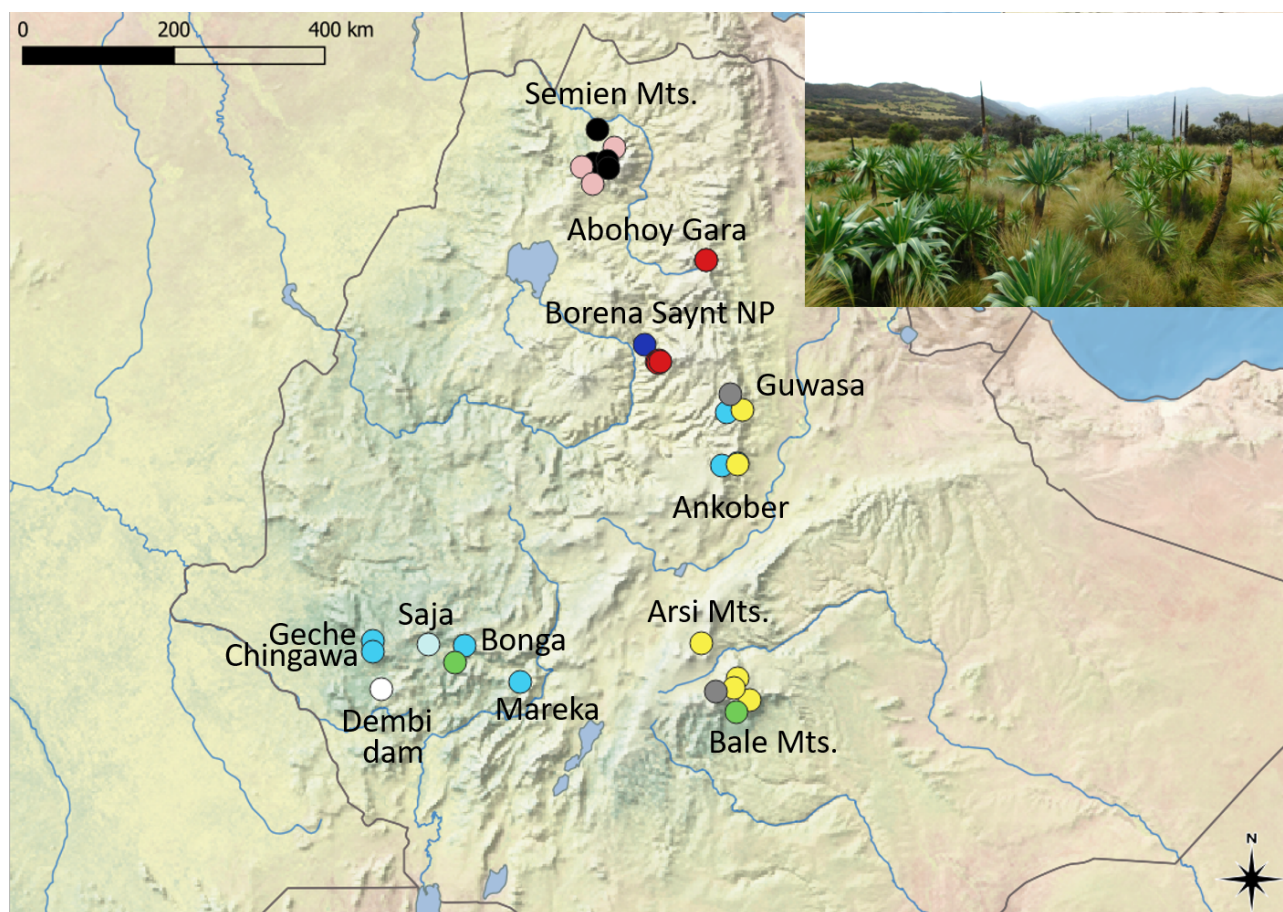 0 200 400 km
Semien Mts.
Abohoy Gara
Borena Saynt NP
Guwasa
Ankober
Arsi Mts.
Saja
Geche
Bonga
Chingawa
Mareka
Dembi
dam
Bale Mts.
N